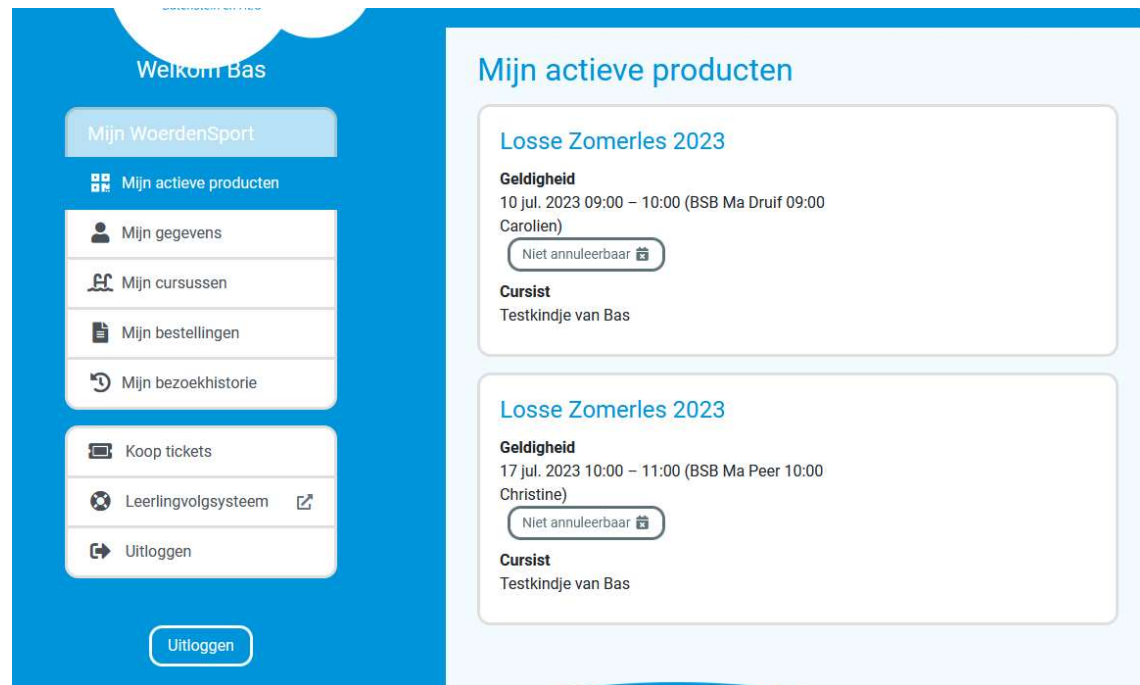 Welkom Bas
Mijn WoerdenSport
Mijn actieve producten
Mijn gegevens
Mijn cursussen
Mijn bestellingen
Mijn bezoekhistorie
Koop tickets
Leerlingvolgsysteem
Uitloggen
Uitloggen
Mijn actieve producten
Losse Zomerles 2023
Geldigheid
10 jul. 2023 09:00 – 10:00 (BSB Ma Druif 09:00
Carolien)
Niet annuleerbaar
Cursist
Testkindje van Bas
Losse Zomerles 2023
Geldigheid
17 jul. 2023 10:00 – 11:00 (BSB Ma Peer 10:00
Christine)
Niet annuleerbaar
Cursist
Testkindje van Bas